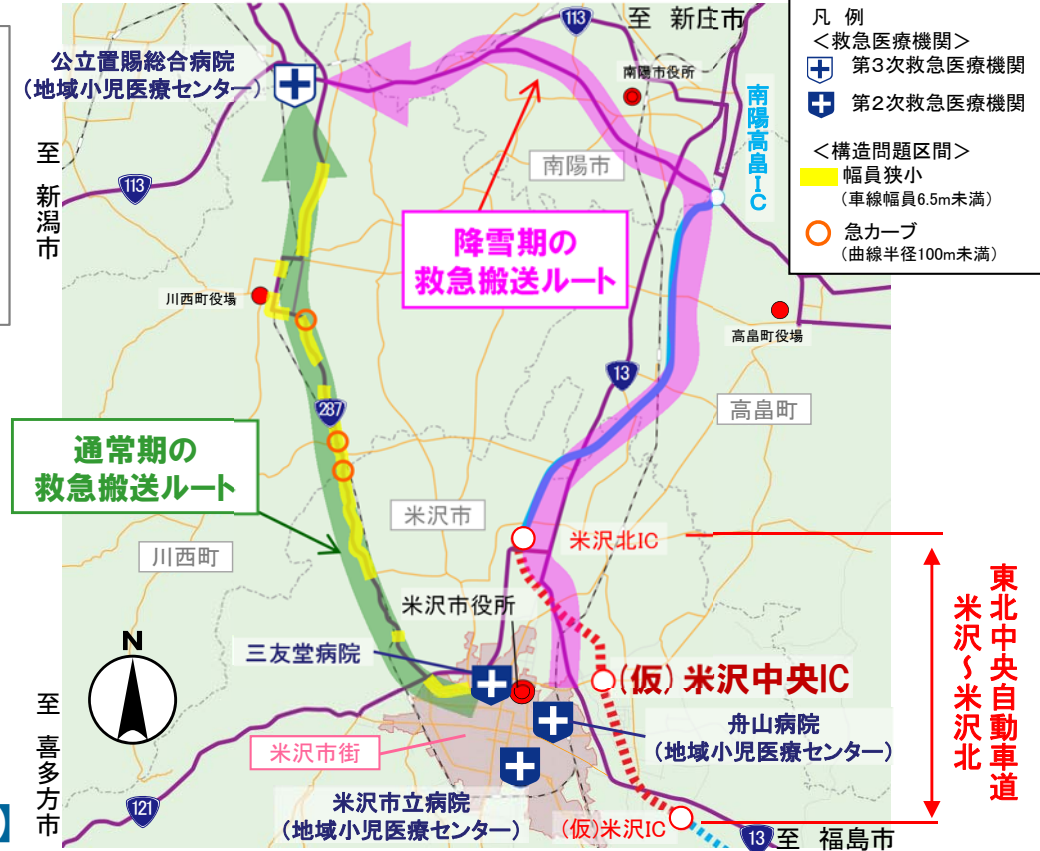 凡 例
<救急医療機関>
第3次救急医療機関
第2次救急医療機関
<構造問題区間>
幅員狭小
(車線幅員6.5m未満)
急カーブ
(曲線半径100m未満)
公立置賜総合病院
(地域小児医療センター)
113
至 新庄市
南陽市役所
南陽高畠IC
至 新潟市
113
南陽市
降雪期の
救急搬送ルート
川西町役場
高畠町役場
13
高畠町
287
通常期の
救急搬送ルート
米沢市
川西町
米沢北IC
東北中央自動車道
米沢～米沢北
米沢市役所
N
三友堂病院
(仮)米沢中央IC
舟山病院
(地域小児医療センター)
至 喜多方市
米沢市街
121
米沢市立病院
(地域小児医療センター)
(仮)米沢IC
13
至 福島市
】